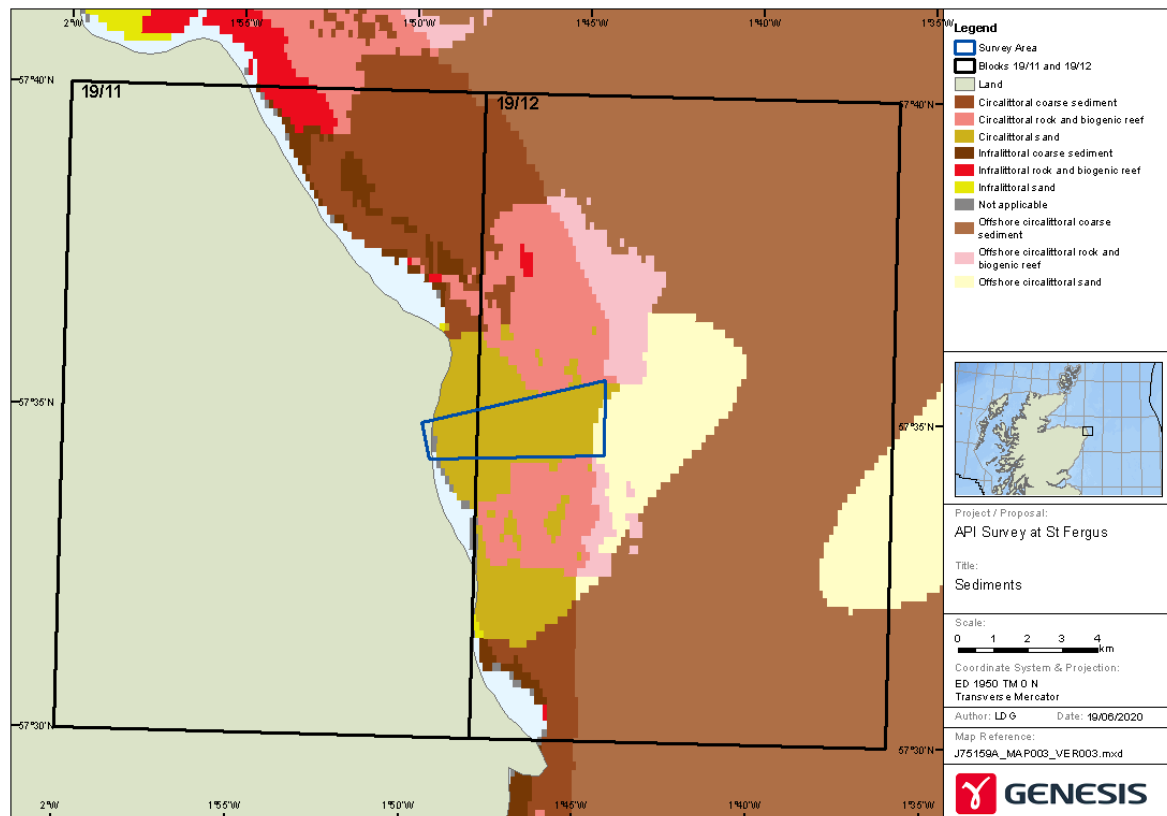 2°0'W
1°55'W
1°50'W
1°45'W
1°40'W
1°35'W
57°40'N
57°40'N
19/11
19/12
57°35'N
57°35'N
57°30'N
57°30'N
2°0'W
1°55'W
1°50'W
1°45'W
1°40'W
1°35'W
Legend
Survey Area
Blocks 19/11 and 19/12
Land
Circalittoral coarse sediment
Circalittoral rock and biogenic reef
Circalittoral sand
Infralittoral coarse sediment
Infralittoral rock and biogenic reef
Infralittoral sand
Not applicable
Offshore circalittoral coarse
sediment
Offshore circalittoral rock and
biogenic reef
Offshore circalittoral sand
Project / Proposal:
API Survey at St Fergus
Title:
Sediments
Scale:
0 1 2 3 4
km
Coordinate System & Projection:
ED 1950 TM 0 N
Transverse Mercator
Author: LDG Date: 19/06/2020
Map Reference:
J75159A_MAP003_VER003.mxd
GENESIS